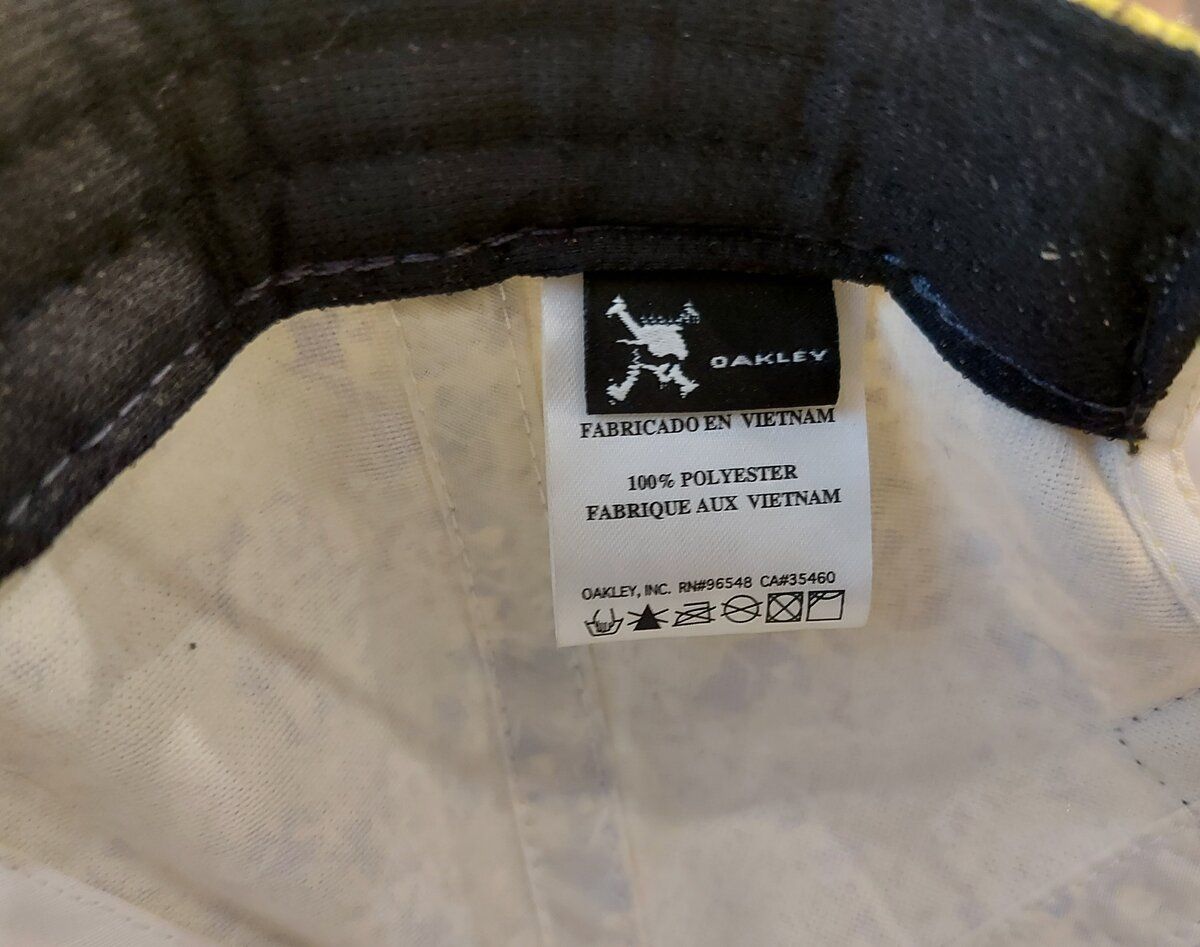 OAKLEY
FABRICADO EN VIETNAM
100% POLYESTER
FABRIQUE AUX VIETNAM
OAKLEY, INC. RN#96548 CA#35460